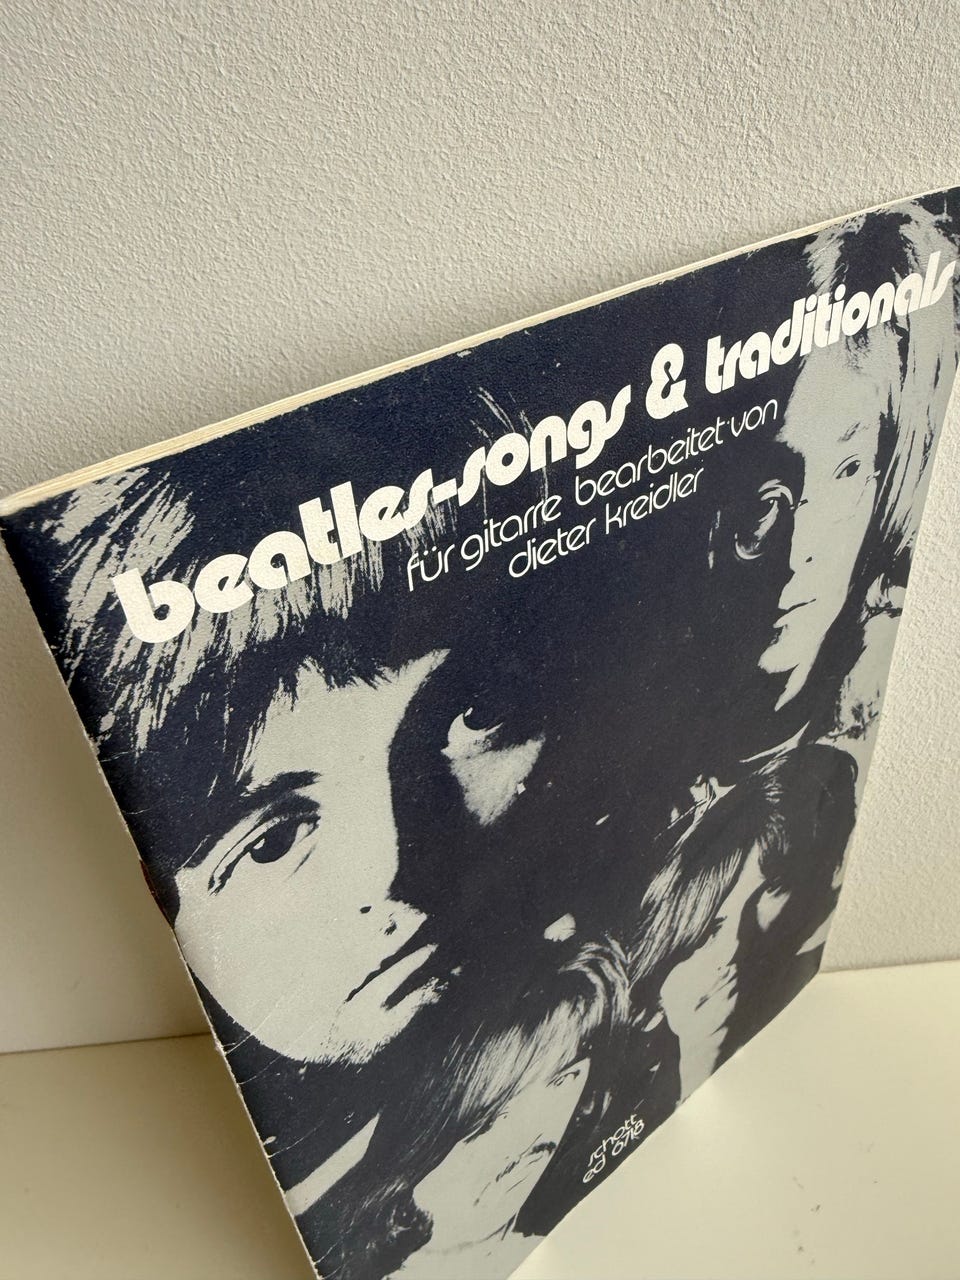 beatles-songs & traditionals
für gitarre bearbeitet von
dieter kreidler
schott
ed 6718